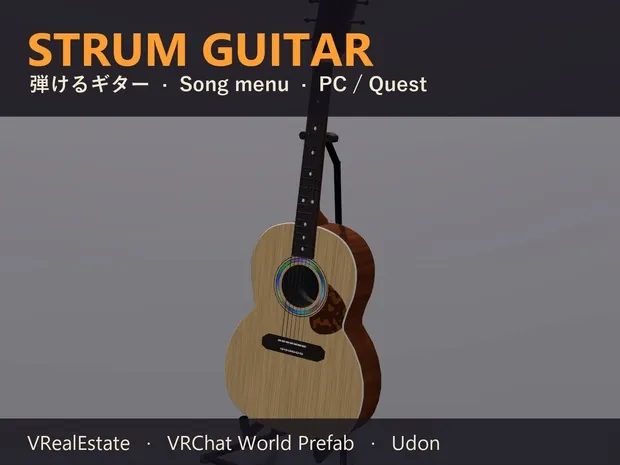 STRUM GUITAR
弾けるギター · Song menu · PC / Quest
VRealEstate · VRChat World Prefab · Udon